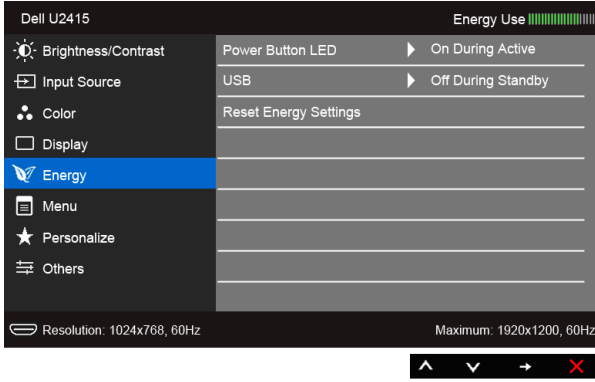 Dell U2415 Energy Use
Brightness/Contrast Power Button LED On During Active
Input Source USB Off During Standby
Color Reset Energy Settings
Display
Energy
Menu
Personalize
Others
Resolution: 1024x768, 60Hz Maximum: 1920x1200, 60Hz